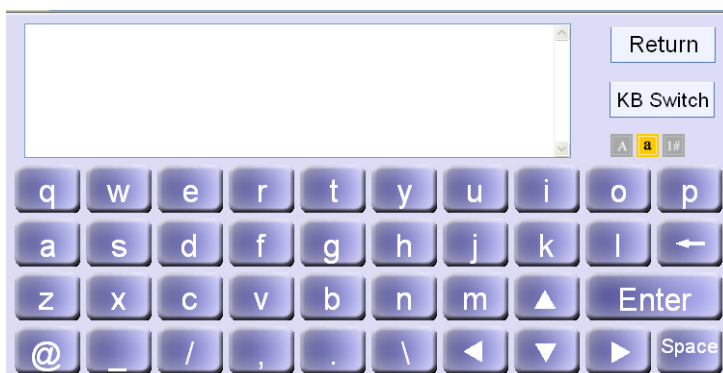 Return
KB Switch
A a 1#
q w e r t y u i o p
a s d f g h j k l ←
z x c v b n m ▲ Enter
@ _ / , . \ ◀ ▼ ▶ Space